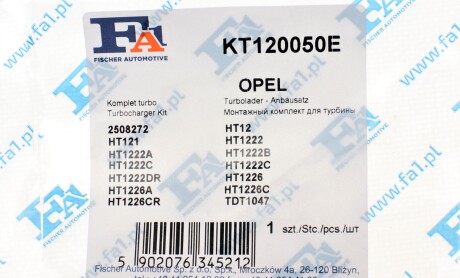 FA
KT120050E
FISCHER AUTOMOTIVE
OPEL
Komplet turbo
Turbocharger Kit
Turbolader - Anbausatz
Монтажный комплект для турбины
2508272 HT12
HT121 HT1222
HT1222A HT1222B
HT1222C HT1222C
HT1222DR HT1226
HT1226A HT1226C
HT1226CR TDT1047
1 szt./Stc./pcs./шт
5 902076 345212
Fischer Automotive Sp. z o.o. Sp.k. Mroczków 4a, 26-120 Bliżyn,
www.fa1.pl